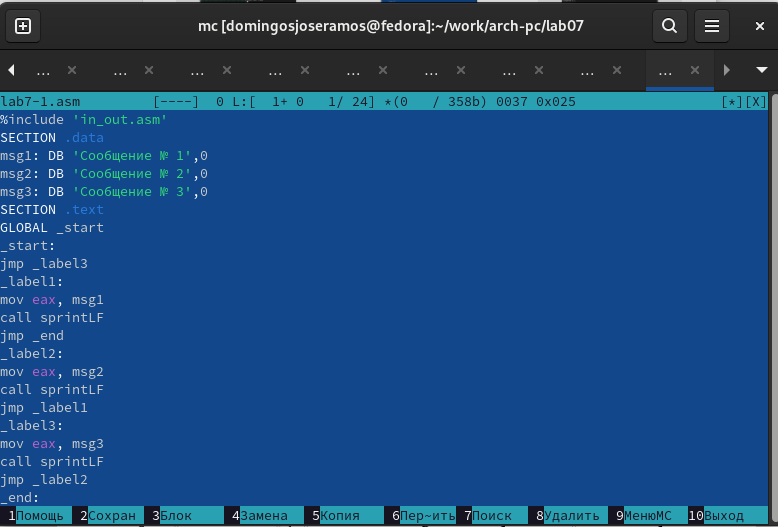 mc [domingosjoseramos@fedora]:~/work/arch-pc/lab07
... × ... × ... × ... × ... × ... × ... × ... × ... ×
lab7-1.asm [----] 0 L:[ 1+ 0 1/ 24] *(0 / 358b) 0037 0x025 [*][X]
%include 'in_out.asm'
SECTION .data
msg1: DB 'Сообщение № 1',0
msg2: DB 'Сообщение № 2',0
msg3: DB 'Сообщение № 3',0
SECTION .text
GLOBAL _start
_start:
jmp _label3
_label1:
mov eax, msg1
call sprintLF
jmp _end
_label2:
mov eax, msg2
call sprintLF
jmp _label1
_label3:
mov eax, msg3
call sprintLF
jmp _label2
_end:
1Помощь 2Сохран 3Блок 4Замена 5Копия 6Пер~ить 7Поиск 8Удалить 9МенюMC 10Выход